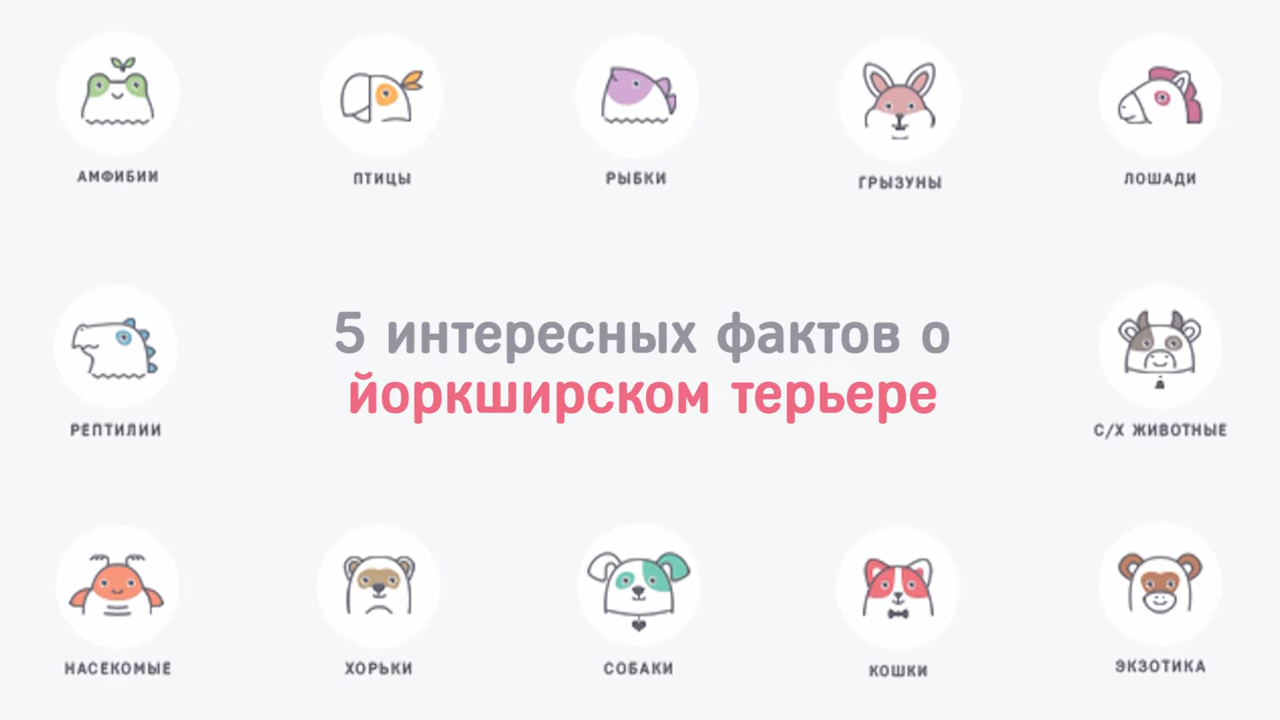 АМФИБИИ
ПТИЦЫ
РЫБКИ
ГРЫЗУНЫ
ЛОШАДИ
5 интересных фактов о
йоркширском терьере
РЕПТИЛИИ
С/Х ЖИВОТНЫЕ
НАСЕКОМЫЕ
ХОРЬКИ
СОБАКИ
КОШКИ
ЭКЗОТИКА